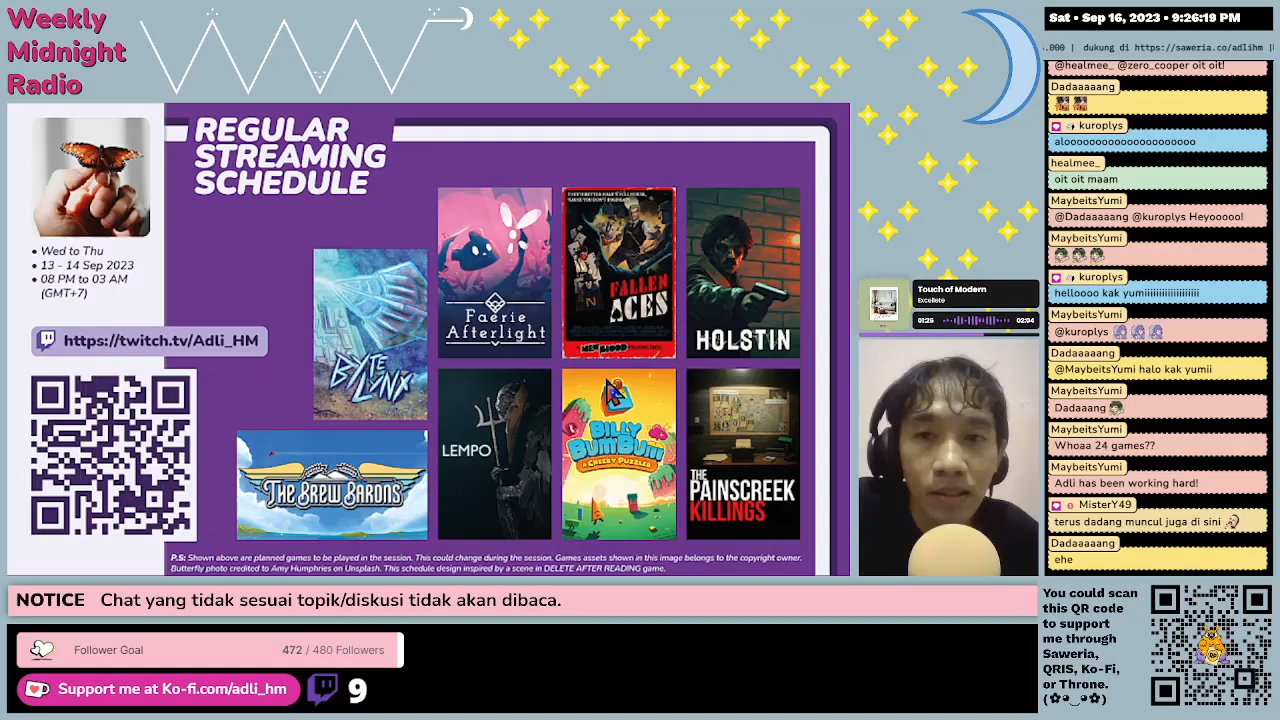 Weekly
Midnight
Radio
REGULAR
STREAMING
SCHEDULE
• Wed to Thu
• 13 - 14 Sep 2023
• 08 PM to 03 AM
(GMT+7)
https://twitch.tv/Adli_HM
BYTE
LYNX
THE BREW BARONS
Faerie
Afterlight
FALLEN
ACES
NEW BLOOD
HOLSTIN
LEMPO
BILLY
BUMBUM
A CHEEKY PUZZLER
THE
PAINSCREEK
KILLINGS
P.S: Shown above are planned games to be played in the session. This could change during the session. Games assets shown in this image belongs to the copyright owner.
Butterfly photo credited to Amy Humphries on Unsplash. This schedule design inspired by a scene in DELETE AFTER READING game.
Touch of Modern
Excellete
01:26
02:04
Sat • Sep 16, 2023 • 9:26:19 PM
.000 | dukung di https://saweria.co/adlihm
@healmee_ @zero_cooper oit oit!
Dadaaaaang
kuroplys
aloooooooooooooooooooo
healmee_
oit oit maam
MaybeitsYumi
@Dadaaaaang @kuroplys Heyooooo!
MaybeitsYumi
kuroplys
helloooo kak yumiiiiiiiiiiiiiiiiii
MaybeitsYumi
@kuroplys
Dadaaaaang
@MaybeitsYumi halo kak yumii
MaybeitsYumi
Dadaaang
MaybeitsYumi
Whoaa 24 games??
MaybeitsYumi
Adli has been working hard!
MisterY49
terus dadang muncul juga di sini
Dadaaaaang
ehe
NOTICE Chat yang tidak sesuai topik/diskusi tidak akan dibaca.
Follower Goal 472 / 480 Followers
Support me at Ko-fi.com/adli_hm
9
You could scan
this QR code
to support
me through
Saweria,
QRIS, Ko-Fi,
or Throne.
(✿◕‿◕✿)